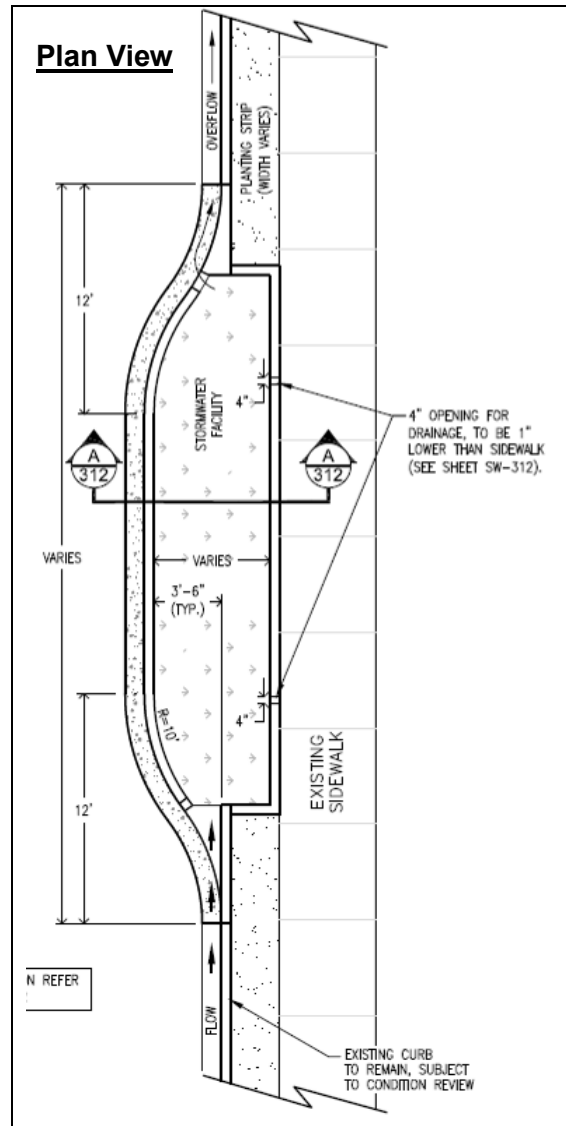 Plan View
OVERFLOW
PLANTING STRIP
(WIDTH VARIES)
12'
STORMWATER
FACILITY
4"
4" OPENING FOR
DRAINAGE, TO BE 1"
LOWER THAN SIDEWALK
(SEE SHEET SW-312).
A
312
A
312
VARIES
VARIES
3'-6"
(TYP.)
R=10'
4"
EXISTING
SIDEWALK
12'
N REFER
FLOW
EXISTING CURB
TO REMAIN, SUBJECT
TO CONDITION REVIEW